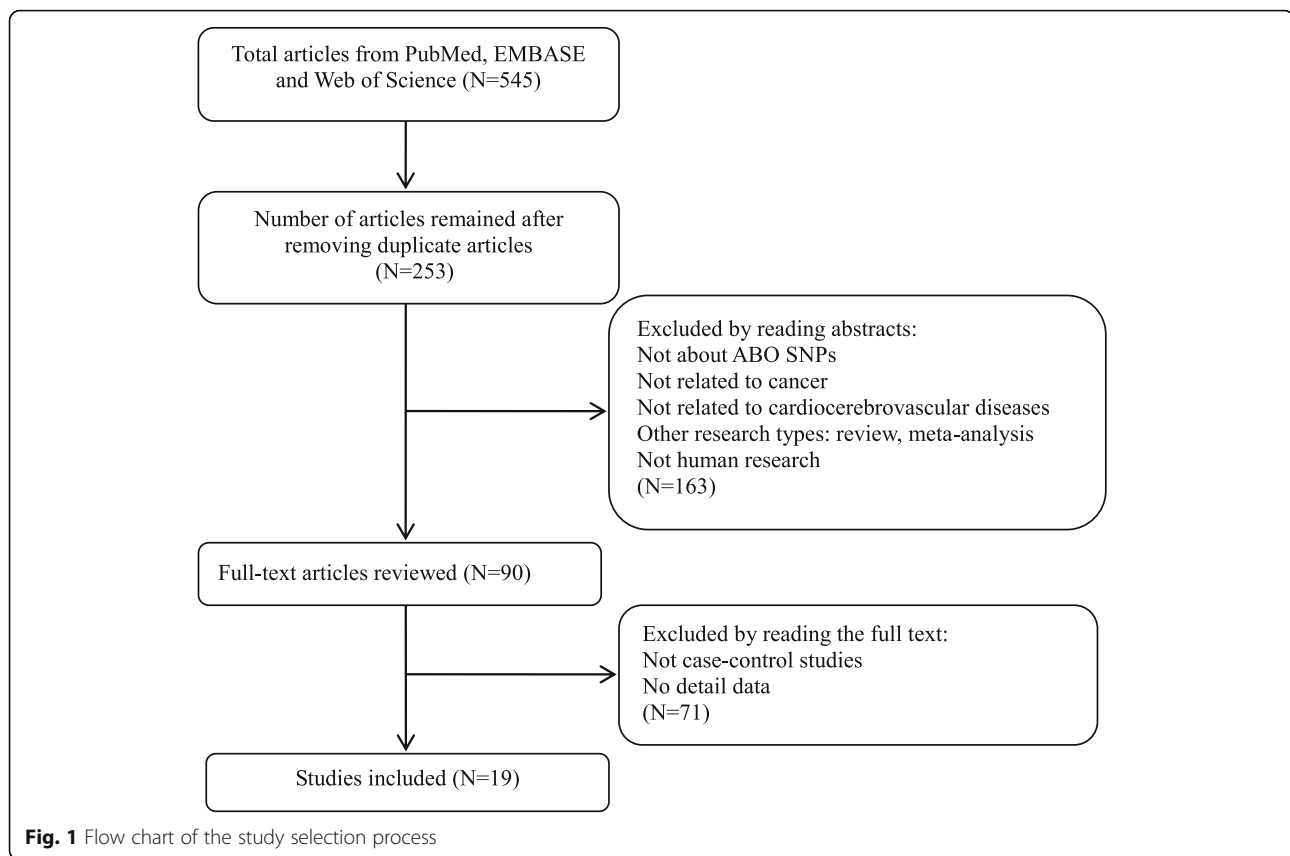 Total articles from PubMed, EMBASE
and Web of Science (N=545)
Number of articles remained after
removing duplicate articles
(N=253)
Excluded by reading abstracts:
Not about ABO SNPs
Not related to cancer
Not related to cardiocerebrovascular diseases
Other research types: review, meta-analysis
Not human research
(N=163)
Full-text articles reviewed (N=90)
Excluded by reading the full text:
Not case-control studies
No detail data
(N=71)
Studies included (N=19)
Fig. 1 Flow chart of the study selection process